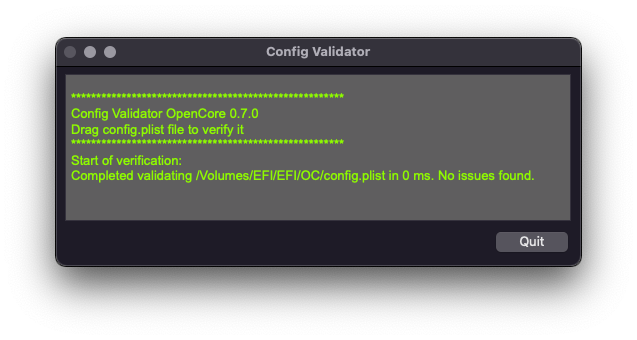 Config Validator
******************************************************
Config Validator OpenCore 0.7.0
Drag config.plist file to verify it
******************************************************
Start of verification:
Completed validating /Volumes/EFI/EFI/OC/config.plist in 0 ms. No issues found.
Quit